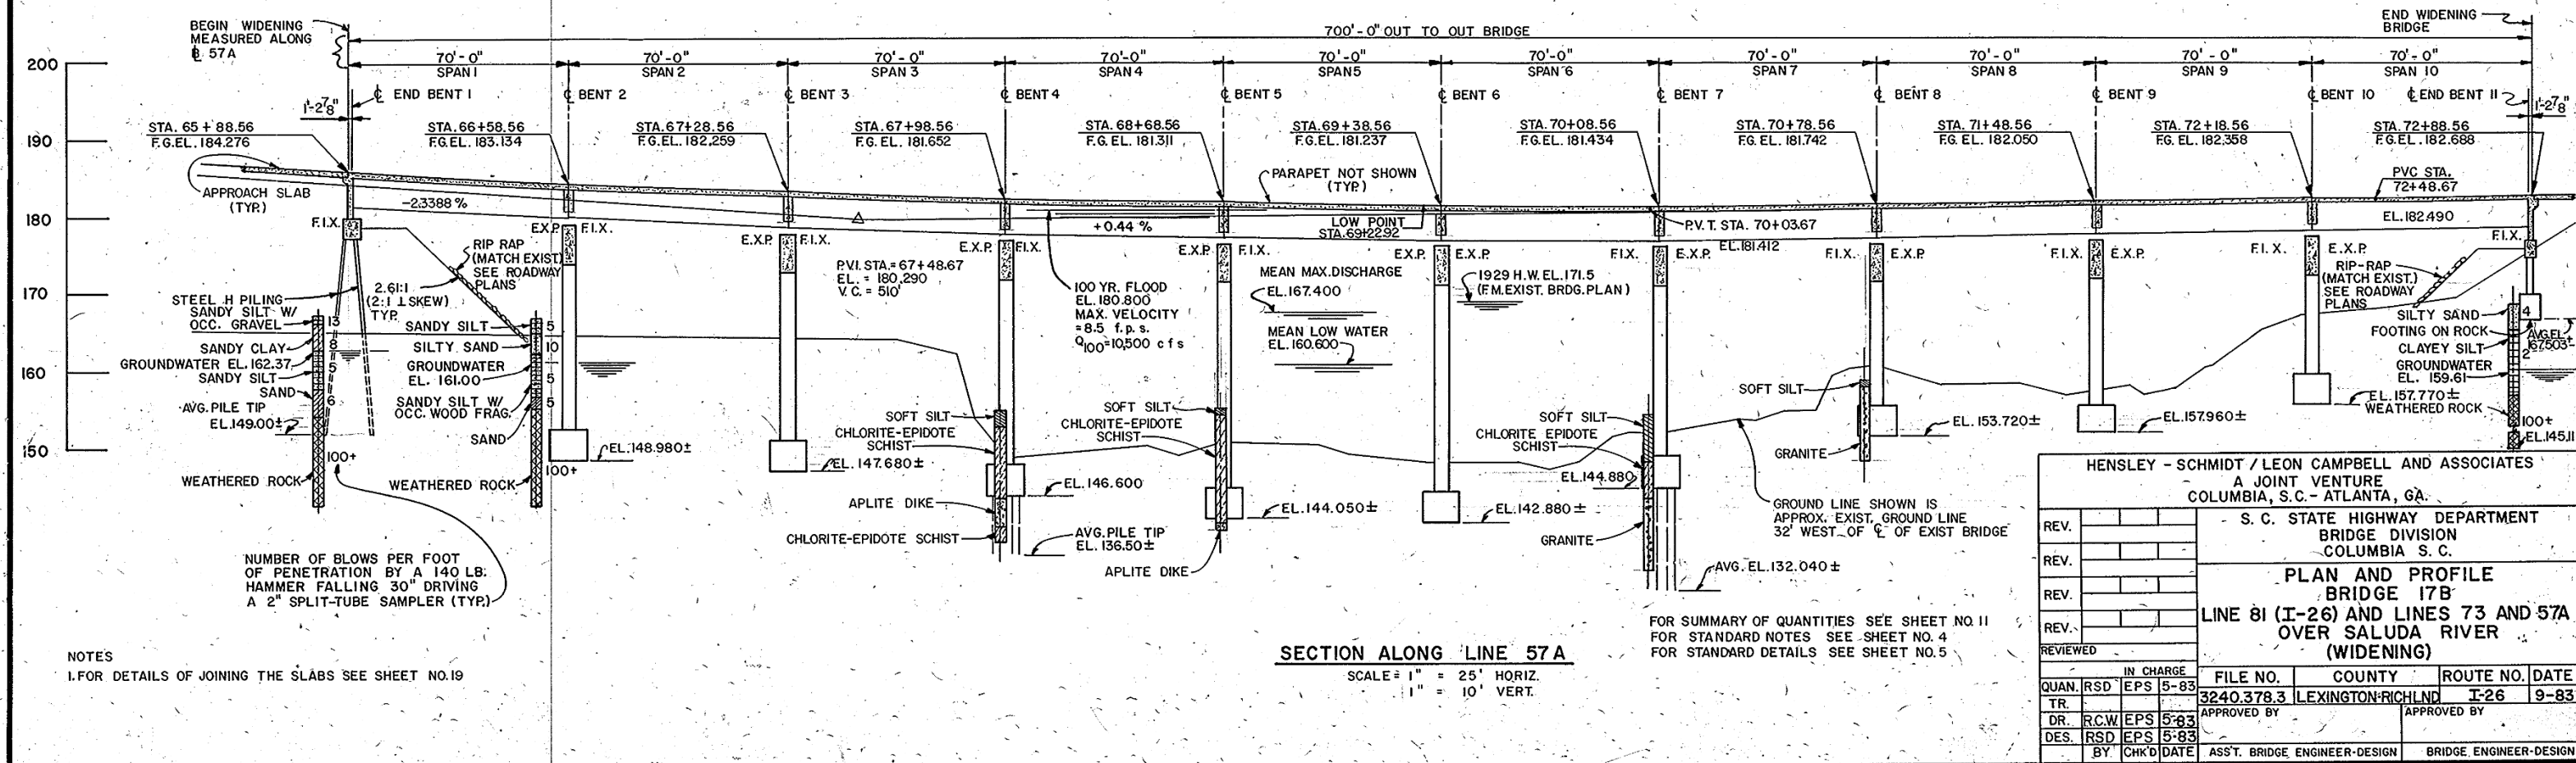 BEGIN WIDENING
MEASURED ALONG
℄ 57A
END WIDENING
BRIDGE
700'-0" OUT TO OUT BRIDGE
70'-0"
SPAN 1
70'-0"
SPAN 2
70'-0"
SPAN 3
70'-0"
SPAN 4
70'-0"
SPAN 5
70'-0"
SPAN 6
70'-0"
SPAN 7
70'-0"
SPAN 8
70'-0"
SPAN 9
70'-0"
SPAN 10
200
190
180
170
160
150
1'-2⅞"
℄ END BENT 1
℄ BENT 2
℄ BENT 3
℄ BENT 4
℄ BENT 5
℄ BENT 6
℄ BENT 7
℄ BENT 8
℄ BENT 9
℄ BENT 10
℄ END BENT 11
1'-2⅞"
STA. 65+88.56
F.G.EL. 184.276
STA. 66+58.56
F.G.EL. 183.134
STA. 67+28.56
F.G.EL. 182.259
STA. 67+98.56
F.G.EL. 181.652
STA. 68+68.56
F.G.EL. 181.311
STA. 69+38.56
F.G.EL. 181.237
STA. 70+08.56
F.G.EL. 181.434
STA. 70+78.56
F.G.EL. 181.742
STA. 71+48.56
F.G.EL. 182.050
STA. 72+18.56
F.G.EL. 182.358
STA. 72+88.56
F.G.EL. 182.688
APPROACH SLAB
(TYP.)
-2.3388 %
+0.44 %
PARAPET NOT SHOWN
(TYP.)
LOW POINT
STA. 69+22.92
P.V.T. STA. 70+03.67
EL. 181.412
PVC STA.
72+48.67
EL. 182.490
F.I.X.
E.X.P. F.I.X.
E.X.P. F.I.X.
E.X.P. F.I.X.
E.X.P. F.I.X.
E.X.P. E.X.P.
F.I.X. E.X.P.
F.I.X. E.X.P.
F.I.X. E.X.P.
F.I.X. E.X.P.
F.I.X.
RIP RAP
(MATCH EXIST.)
SEE ROADWAY
PLANS
2.61:1
(2:1 ⊥ SKEW)
TYP.
P.V.I. STA.= 67+48.67
EL. = 180.290
V.C. = 510'
100 YR. FLOOD
EL. 180.800
MAX. VELOCITY
= 8.5 f.p.s.
Q100=10,500 cfs
MEAN MAX. DISCHARGE
EL. 167.400
MEAN LOW WATER
EL. 160.600
1929 H.W. EL. 171.5
(F.M. EXIST. BRDG. PLAN)
RIP-RAP
(MATCH EXIST.)
SEE ROADWAY
PLANS
STEEL H PILING
SANDY SILT W/
OCC. GRAVEL
SANDY CLAY
GROUNDWATER EL. 162.37
SANDY SILT
SAND
AVG. PILE TIP
EL. 149.00±
WEATHERED ROCK
13
8
5
6
100+
SANDY SILT
SILTY SAND
GROUNDWATER
EL. 161.00
SANDY SILT W/
OCC. WOOD FRAG.
SAND
WEATHERED ROCK
5
10
5
5
100+
EL. 148.980±
EL. 147.680±
SOFT SILT
CHLORITE-EPIDOTE
SCHIST
APLITE DIKE
CHLORITE-EPIDOTE SCHIST
EL. 146.600
AVG. PILE TIP
EL. 136.50±
SOFT SILT
CHLORITE-EPIDOTE
SCHIST
APLITE DIKE
EL. 144.050±
EL. 142.880±
SOFT SILT
CHLORITE EPIDOTE
SCHIST
EL. 144.880
GRANITE
AVG. EL. 132.040±
SOFT SILT
GRANITE
EL. 153.720±
EL. 157.960±
EL. 157.770±
GROUND LINE SHOWN IS
APPROX. EXIST. GROUND LINE
32' WEST OF ℄ OF EXIST BRIDGE
SILTY SAND
FOOTING ON ROCK
CLAYEY SILT
GROUNDWATER
EL. 159.61
WEATHERED ROCK
4
2
100+
AVG. EL.
167.503±
EL. 145.11
NUMBER OF BLOWS PER FOOT
OF PENETRATION BY A 140 LB.
HAMMER FALLING 30" DRIVING
A 2" SPLIT-TUBE SAMPLER (TYP.)
NOTES
1. FOR DETAILS OF JOINING THE SLABS SEE SHEET NO. 19
SECTION ALONG LINE 57A
SCALE = 1" = 25' HORIZ.
1" = 10' VERT.
FOR SUMMARY OF QUANTITIES SEE SHEET NO. 11
FOR STANDARD NOTES SEE SHEET NO. 4
FOR STANDARD DETAILS SEE SHEET NO. 5
HENSLEY - SCHMIDT / LEON CAMPBELL AND ASSOCIATES
A JOINT VENTURE
COLUMBIA, S.C. - ATLANTA, GA.
REV.
REV.
REV.
REV.
REVIEWED
S. C. STATE HIGHWAY DEPARTMENT
BRIDGE DIVISION
COLUMBIA S. C.
PLAN AND PROFILE
BRIDGE 17B
LINE 81 (I-26) AND LINES 73 AND 57A
OVER SALUDA RIVER
(WIDENING)
IN CHARGE
QUAN. RSD EPS 5-83
TR.
DR. R.C.W. EPS 5-83
DES. RSD EPS 5-83
BY CHK'D DATE
FILE NO. COUNTY ROUTE NO. DATE
3240.378.3 LEXINGTON-RICHLND I-26 9-83
APPROVED BY APPROVED BY
ASS'T. BRIDGE ENGINEER-DESIGN BRIDGE ENGINEER-DESIGN